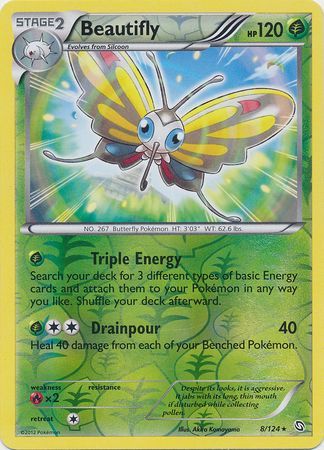 STAGE2
Beautifly
HP120
Evolves from Silcoon
NO. 267 Butterfly Pokémon. HT: 3'03" WT: 62.6 lbs.
Triple Energy
Search your deck for 3 different types of basic Energy
cards and attach them to your Pokémon in any way
you like. Shuffle your deck afterward.
Drainpour 40
Heal 40 damage from each of your Benched Pokémon.
weakness resistance
×2
retreat
Despite its looks, it is aggressive.
It jabs with its long, thin mouth
if disturbed while collecting
pollen.
Illus. Akira Komayama
©2012 Pokémon
8/124★